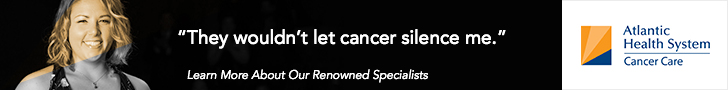 “They wouldn’t let cancer silence me.”
Learn More About Our Renowned Specialists
Atlantic
Health System
Cancer Care